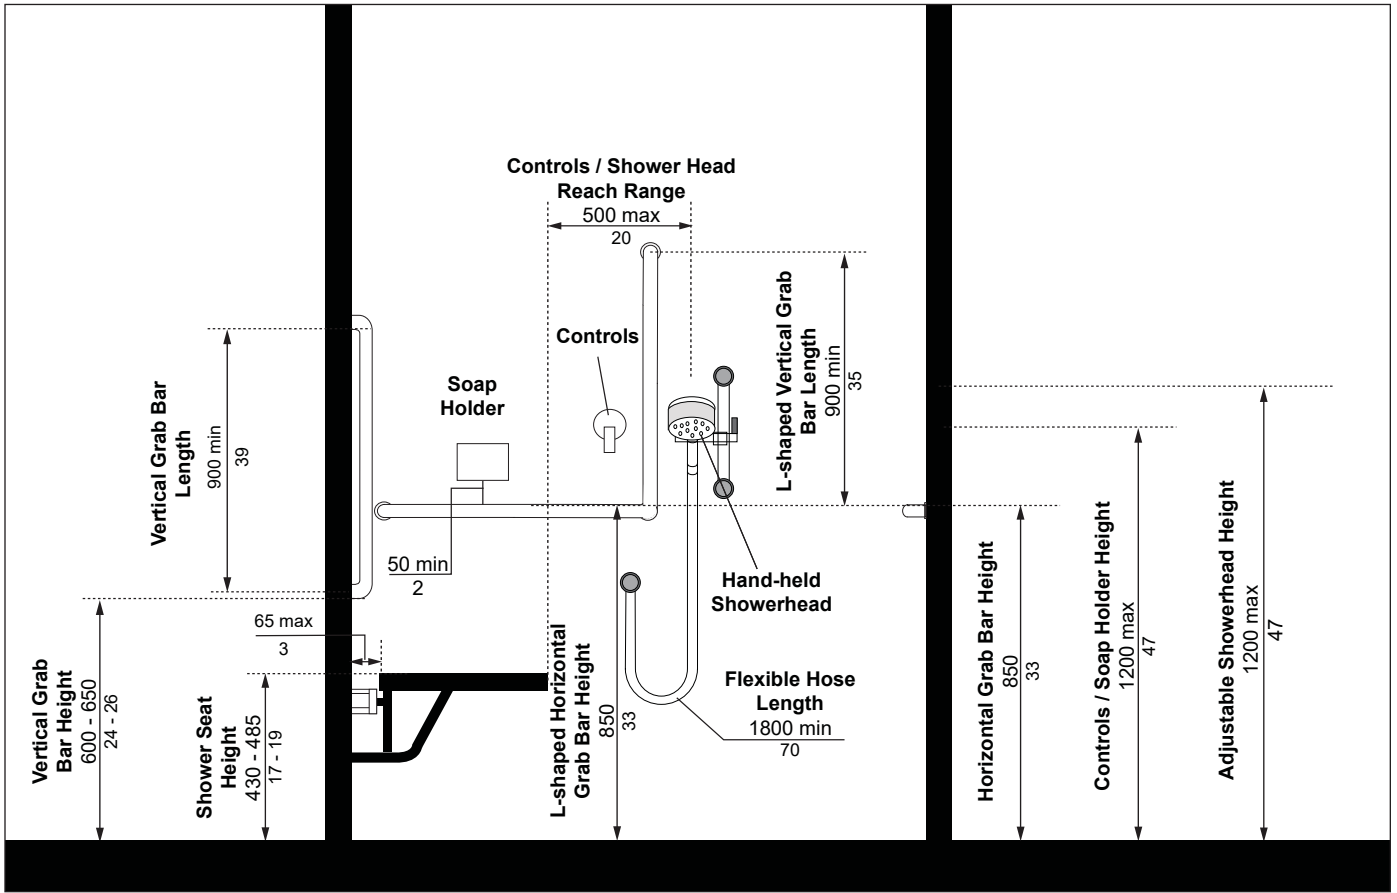 Controls / Shower Head
Reach Range
500 max
20
Controls
Soap
Holder
Vertical Grab Bar
Length
900 min
39
L-shaped Vertical Grab
Bar Length
900 min
35
50 min
2
65 max
3
Vertical Grab
Bar Height
600 - 650
24 - 26
Shower Seat
Height
430 - 485
17 - 19
L-shaped Horizontal
Grab Bar Height
850
33
Hand-held
Showerhead
Flexible Hose
Length
1800 min
70
Horizontal Grab Bar Height
850
33
Controls / Soap Holder Height
1200 max
47
Adjustable Showerhead Height
1200 max
47